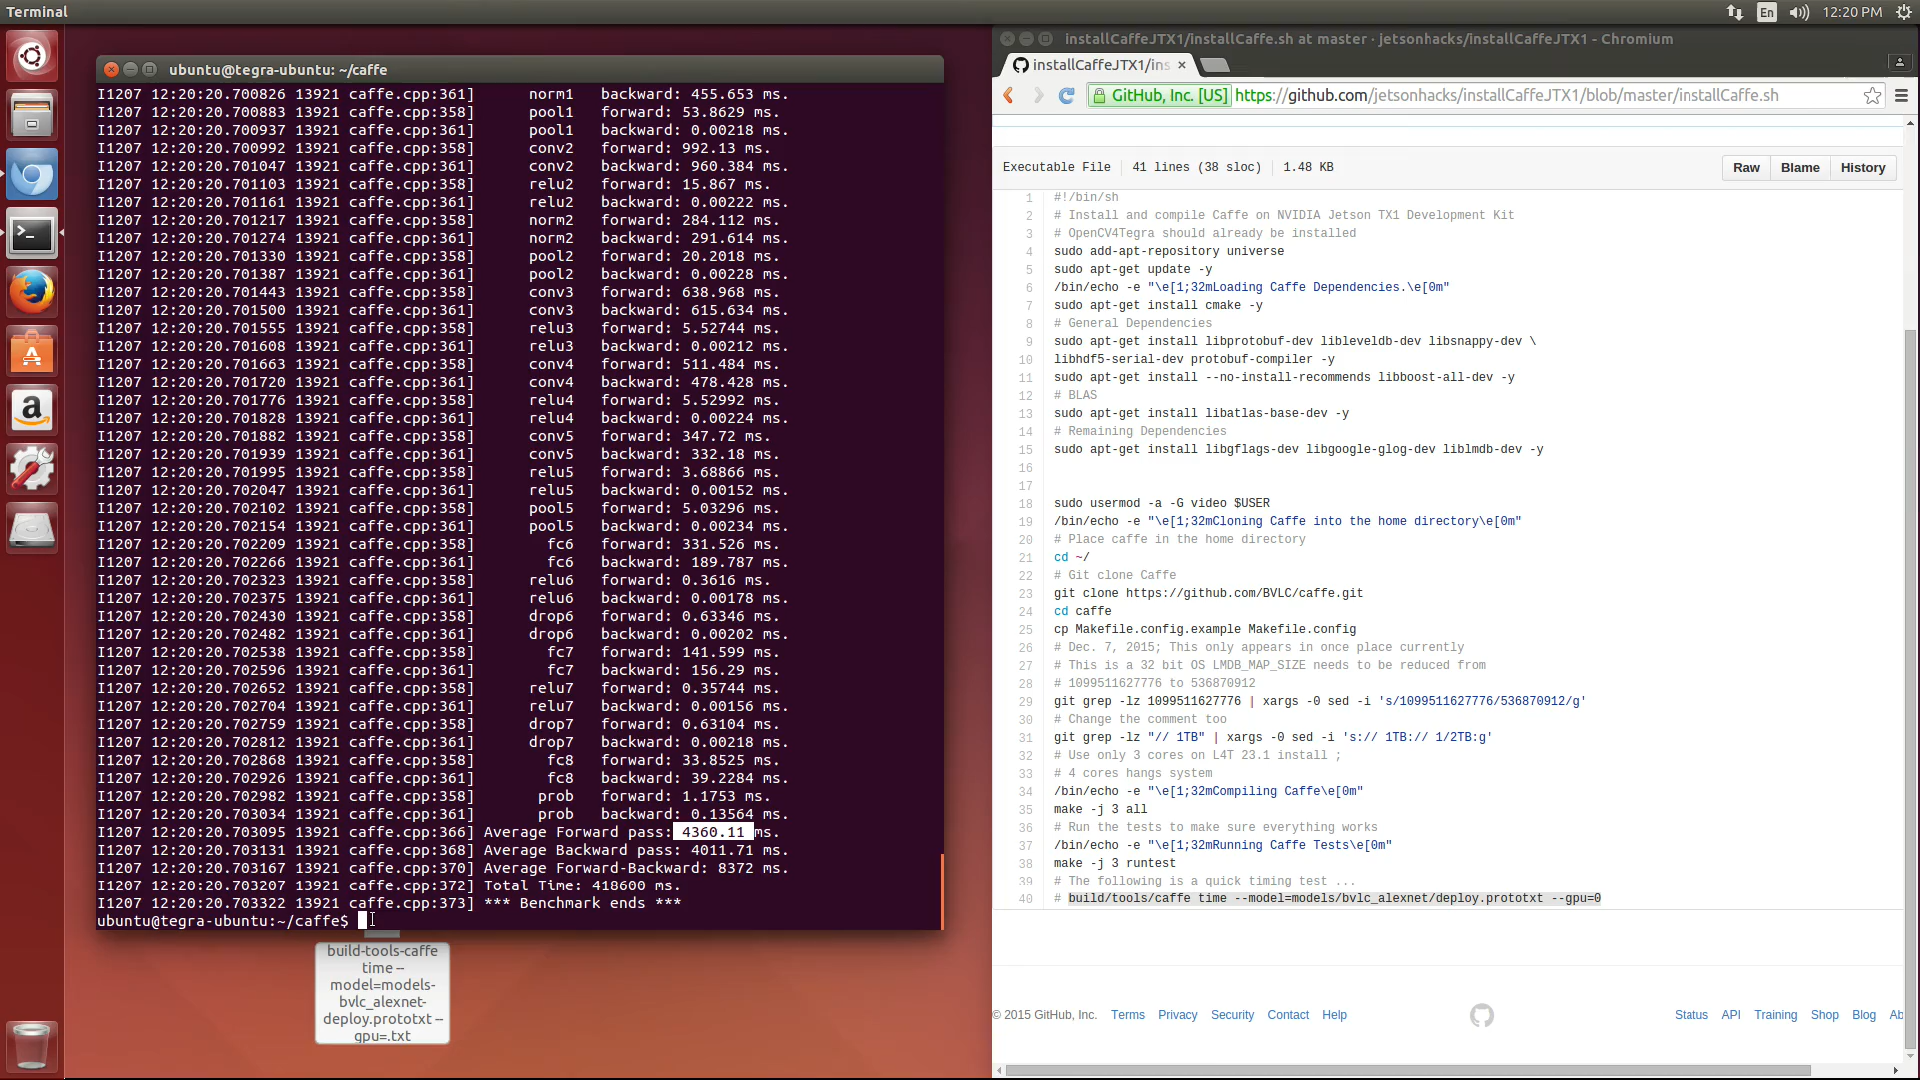 Terminal
En
12:20 PM
ubuntu@tegra-ubuntu: ~/caffe
I1207 12:20:20.700826 13921 caffe.cpp:361] norm1 backward: 455.653 ms.
I1207 12:20:20.700883 13921 caffe.cpp:358] pool1 forward: 53.8629 ms.
I1207 12:20:20.700937 13921 caffe.cpp:361] pool1 backward: 0.00218 ms.
I1207 12:20:20.700992 13921 caffe.cpp:358] conv2 forward: 992.13 ms.
I1207 12:20:20.701047 13921 caffe.cpp:361] conv2 backward: 960.384 ms.
I1207 12:20:20.701103 13921 caffe.cpp:358] relu2 forward: 15.867 ms.
I1207 12:20:20.701161 13921 caffe.cpp:361] relu2 backward: 0.00222 ms.
I1207 12:20:20.701217 13921 caffe.cpp:358] norm2 forward: 284.112 ms.
I1207 12:20:20.701274 13921 caffe.cpp:361] norm2 backward: 291.614 ms.
I1207 12:20:20.701330 13921 caffe.cpp:358] pool2 forward: 20.2018 ms.
I1207 12:20:20.701387 13921 caffe.cpp:361] pool2 backward: 0.00228 ms.
I1207 12:20:20.701443 13921 caffe.cpp:358] conv3 forward: 638.968 ms.
I1207 12:20:20.701500 13921 caffe.cpp:361] conv3 backward: 615.634 ms.
I1207 12:20:20.701555 13921 caffe.cpp:358] relu3 forward: 5.52744 ms.
I1207 12:20:20.701608 13921 caffe.cpp:361] relu3 backward: 0.00212 ms.
I1207 12:20:20.701663 13921 caffe.cpp:358] conv4 forward: 511.484 ms.
I1207 12:20:20.701720 13921 caffe.cpp:361] conv4 backward: 478.428 ms.
I1207 12:20:20.701776 13921 caffe.cpp:358] relu4 forward: 5.52992 ms.
I1207 12:20:20.701828 13921 caffe.cpp:361] relu4 backward: 0.00224 ms.
I1207 12:20:20.701882 13921 caffe.cpp:358] conv5 forward: 347.72 ms.
I1207 12:20:20.701939 13921 caffe.cpp:361] conv5 backward: 332.18 ms.
I1207 12:20:20.701995 13921 caffe.cpp:358] relu5 forward: 3.68866 ms.
I1207 12:20:20.702047 13921 caffe.cpp:361] relu5 backward: 0.00152 ms.
I1207 12:20:20.702102 13921 caffe.cpp:358] pool5 forward: 5.03296 ms.
I1207 12:20:20.702154 13921 caffe.cpp:361] pool5 backward: 0.00234 ms.
I1207 12:20:20.702209 13921 caffe.cpp:358] fc6 forward: 331.526 ms.
I1207 12:20:20.702266 13921 caffe.cpp:361] fc6 backward: 189.787 ms.
I1207 12:20:20.702323 13921 caffe.cpp:358] relu6 forward: 0.3616 ms.
I1207 12:20:20.702375 13921 caffe.cpp:361] relu6 backward: 0.00178 ms.
I1207 12:20:20.702430 13921 caffe.cpp:358] drop6 forward: 0.63346 ms.
I1207 12:20:20.702482 13921 caffe.cpp:361] drop6 backward: 0.00202 ms.
I1207 12:20:20.702538 13921 caffe.cpp:358] fc7 forward: 141.599 ms.
I1207 12:20:20.702596 13921 caffe.cpp:361] fc7 backward: 156.29 ms.
I1207 12:20:20.702652 13921 caffe.cpp:358] relu7 forward: 0.35744 ms.
I1207 12:20:20.702704 13921 caffe.cpp:361] relu7 backward: 0.00156 ms.
I1207 12:20:20.702759 13921 caffe.cpp:358] drop7 forward: 0.63104 ms.
I1207 12:20:20.702812 13921 caffe.cpp:361] drop7 backward: 0.00218 ms.
I1207 12:20:20.702868 13921 caffe.cpp:358] fc8 forward: 33.8525 ms.
I1207 12:20:20.702926 13921 caffe.cpp:361] fc8 backward: 39.2284 ms.
I1207 12:20:20.702982 13921 caffe.cpp:358] prob forward: 1.1753 ms.
I1207 12:20:20.703034 13921 caffe.cpp:361] prob backward: 0.13564 ms.
I1207 12:20:20.703095 13921 caffe.cpp:366] Average Forward pass: 4360.11 ms.
I1207 12:20:20.703131 13921 caffe.cpp:368] Average Backward pass: 4011.71 ms.
I1207 12:20:20.703167 13921 caffe.cpp:370] Average Forward-Backward: 8372 ms.
I1207 12:20:20.703207 13921 caffe.cpp:372] Total Time: 418600 ms.
I1207 12:20:20.703322 13921 caffe.cpp:373] *** Benchmark ends ***
ubuntu@tegra-ubuntu:~/caffe$
build-tools-caffe
time --
model=models-
bvlc_alexnet-
deploy.prototxt --
gpu=.txt
installCaffeJTX1/installCaffe.sh at master · jetsonhacks/installCaffeJTX1 - Chromium
installCaffeJTX1/ins
GitHub, Inc. [US] https://github.com/jetsonhacks/installCaffeJTX1/blob/master/installCaffe.sh
Executable File 41 lines (38 sloc) 1.48 KB
Raw Blame History
1 #!/bin/sh
2 # Install and compile Caffe on NVIDIA Jetson TX1 Development Kit
3 # OpenCV4Tegra should already be installed
4 sudo add-apt-repository universe
5 sudo apt-get update -y
6 /bin/echo -e "\e[1;32mLoading Caffe Dependencies.\e[0m"
7 sudo apt-get install cmake -y
8 # General Dependencies
9 sudo apt-get install libprotobuf-dev libleveldb-dev libsnappy-dev \
10 libhdf5-serial-dev protobuf-compiler -y
11 sudo apt-get install --no-install-recommends libboost-all-dev -y
12 # BLAS
13 sudo apt-get install libatlas-base-dev -y
14 # Remaining Dependencies
15 sudo apt-get install libgflags-dev libgoogle-glog-dev liblmdb-dev -y
16
17
18 sudo usermod -a -G video $USER
19 /bin/echo -e "\e[1;32mCloning Caffe into the home directory\e[0m"
20 # Place caffe in the home directory
21 cd ~/
22 # Git clone Caffe
23 git clone https://github.com/BVLC/caffe.git
24 cd caffe
25 cp Makefile.config.example Makefile.config
26 # Dec. 7, 2015; This only appears in once place currently
27 # This is a 32 bit OS LMDB_MAP_SIZE needs to be reduced from
28 # 1099511627776 to 536870912
29 git grep -lz 1099511627776 | xargs -0 sed -i 's/1099511627776/536870912/g'
30 # Change the comment too
31 git grep -lz "// 1TB" | xargs -0 sed -i 's:// 1TB:// 1/2TB:g'
32 # Use only 3 cores on L4T 23.1 install ;
33 # 4 cores hangs system
34 /bin/echo -e "\e[1;32mCompiling Caffe\e[0m"
35 make -j 3 all
36 # Run the tests to make sure everything works
37 /bin/echo -e "\e[1;32mRunning Caffe Tests\e[0m"
38 make -j 3 runtest
39 # The following is a quick timing test ...
40 # build/tools/caffe time --model=models/bvlc_alexnet/deploy.prototxt --gpu=0
© 2015 GitHub, Inc. Terms Privacy Security Contact Help
Status API Training Shop Blog Ab